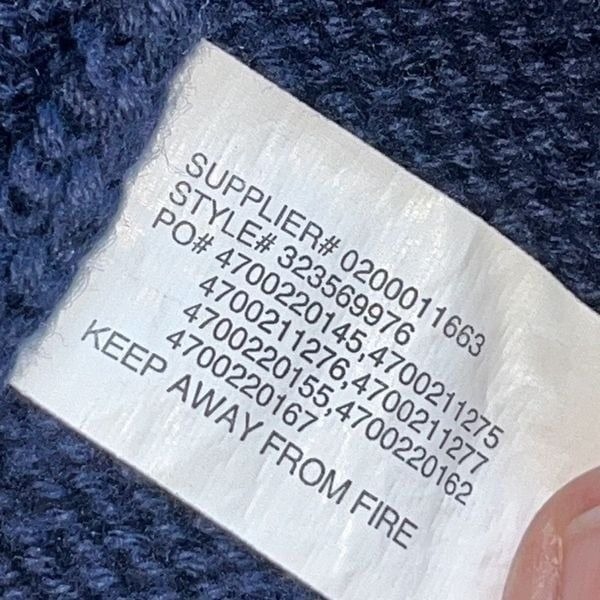 SUPPLIER# 0200011663
STYLE# 323569976
PO# 4700220145,4700211275
4700211276,4700211277
4700220155,4700220162
4700220167
KEEP AWAY FROM FIRE